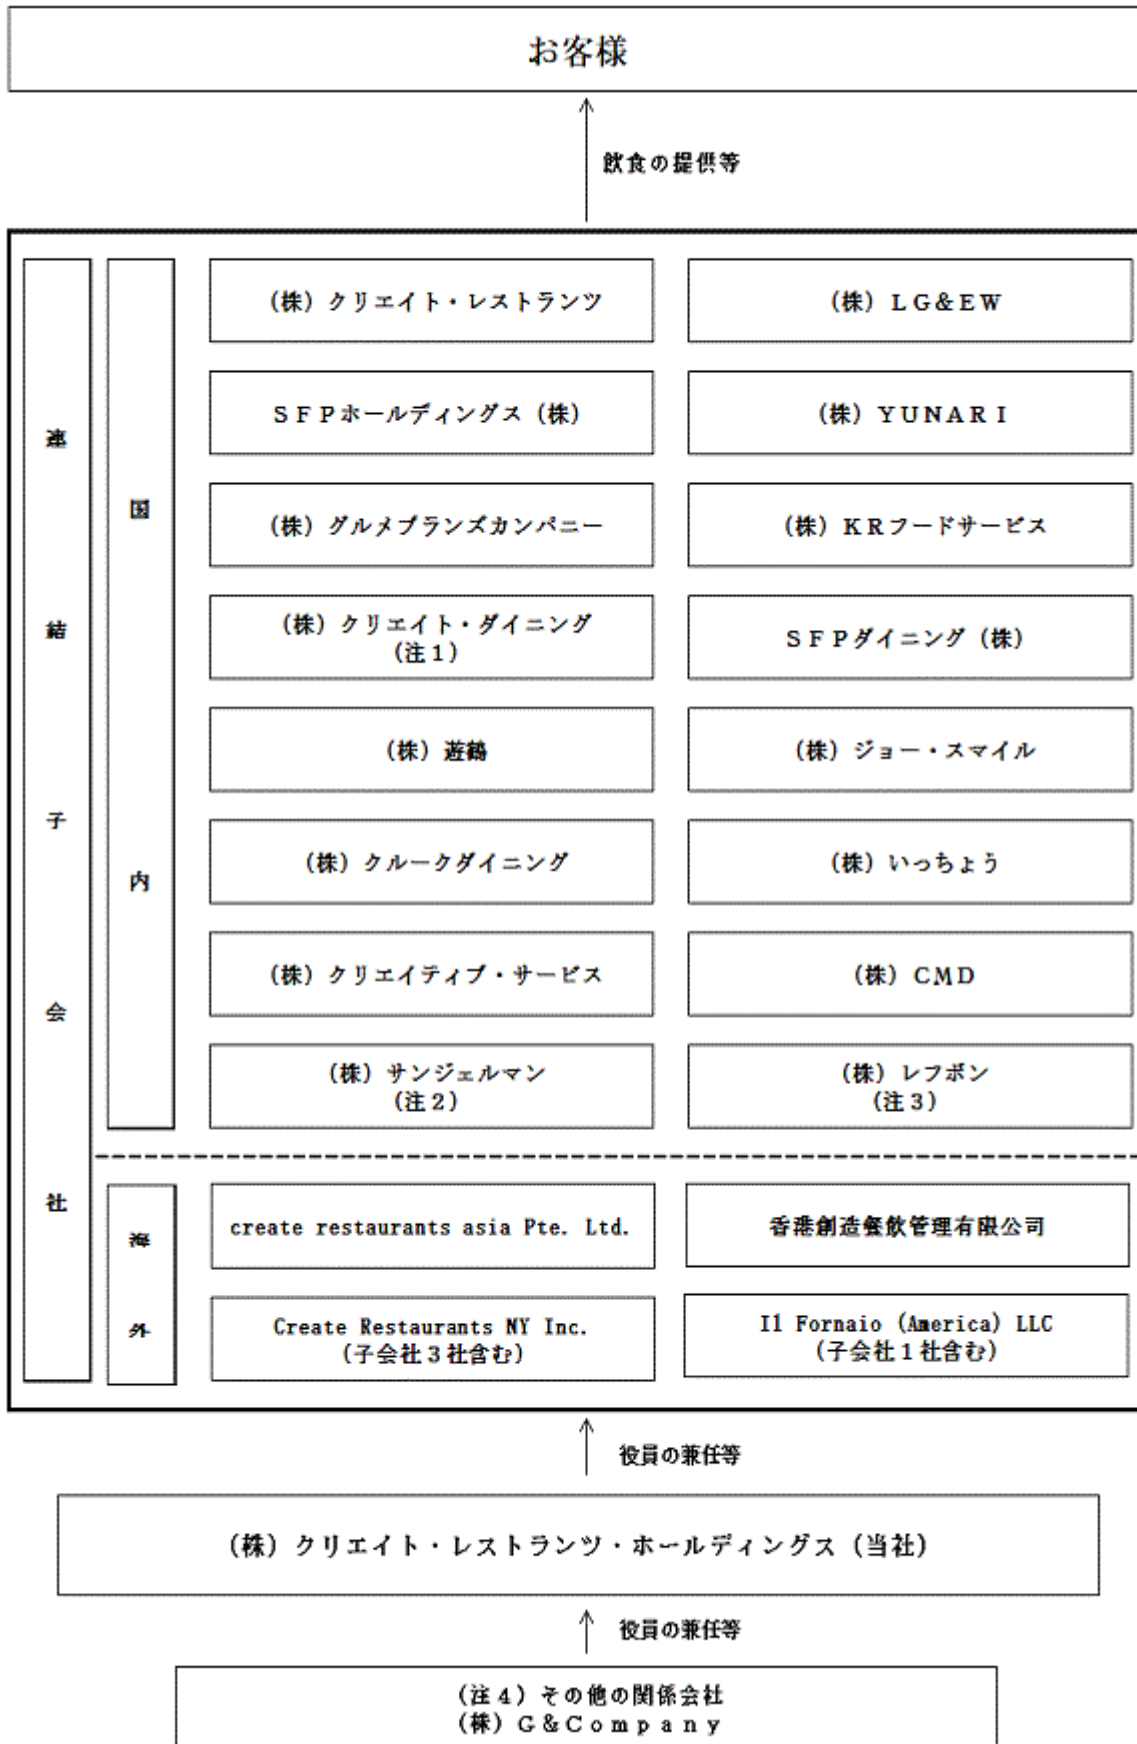 お客様
飲食の提供等
連結子会社
国内
(株)クリエイト・レストランツ
(株)LG&EW
SFPホールディングス(株)
(株)YUNARI
(株)グルメブランズカンパニー
(株)KRフードサービス
(株)クリエイト・ダイニング
(注1)
SFPダイニング(株)
(株)遊鶴
(株)ジョー・スマイル
(株)クルークダイニング
(株)いっちょう
(株)クリエイティブ・サービス
(株)CMD
(株)サンジェルマン
(注2)
(株)レフボン
(注3)
海外
create restaurants asia Pte. Ltd.
香港創造餐飲管理有限公司
Create Restaurants NY Inc.
(子会社3社含む)
Il Fornaio (America) LLC
(子会社1社含む)
役員の兼任等
(株)クリエイト・レストランツ・ホールディングス(当社)
役員の兼任等
(注4)その他の関係会社
(株)G&Company